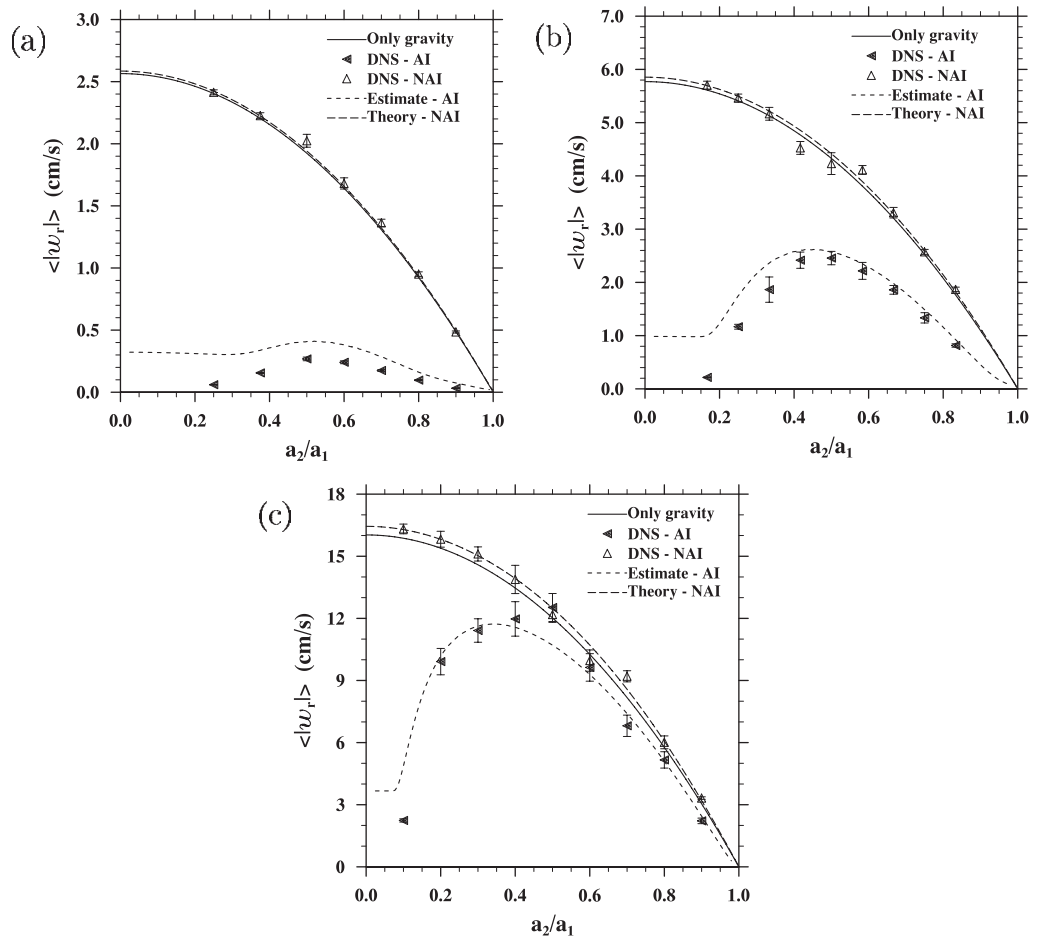 (a)
3.0
2.5
2.0
1.5
1.0
0.5
0.0
<|w_r|> (cm/s)
Only gravity
DNS - AI
DNS - NAI
Estimate - AI
Theory - NAI
0.0 0.2 0.4 0.6 0.8 1.0
a_2/a_1
(b)
7.0
6.0
5.0
4.0
3.0
2.0
1.0
0.0
<|w_r|> (cm/s)
Only gravity
DNS - AI
DNS - NAI
Estimate - AI
Theory - NAI
0.0 0.2 0.4 0.6 0.8 1.0
a_2/a_1
(c)
18
15
12
9
6
3
0
<|w_r|> (cm/s)
Only gravity
DNS - AI
DNS - NAI
Estimate - AI
Theory - NAI
0.0 0.2 0.4 0.6 0.8 1.0
a_2/a_1